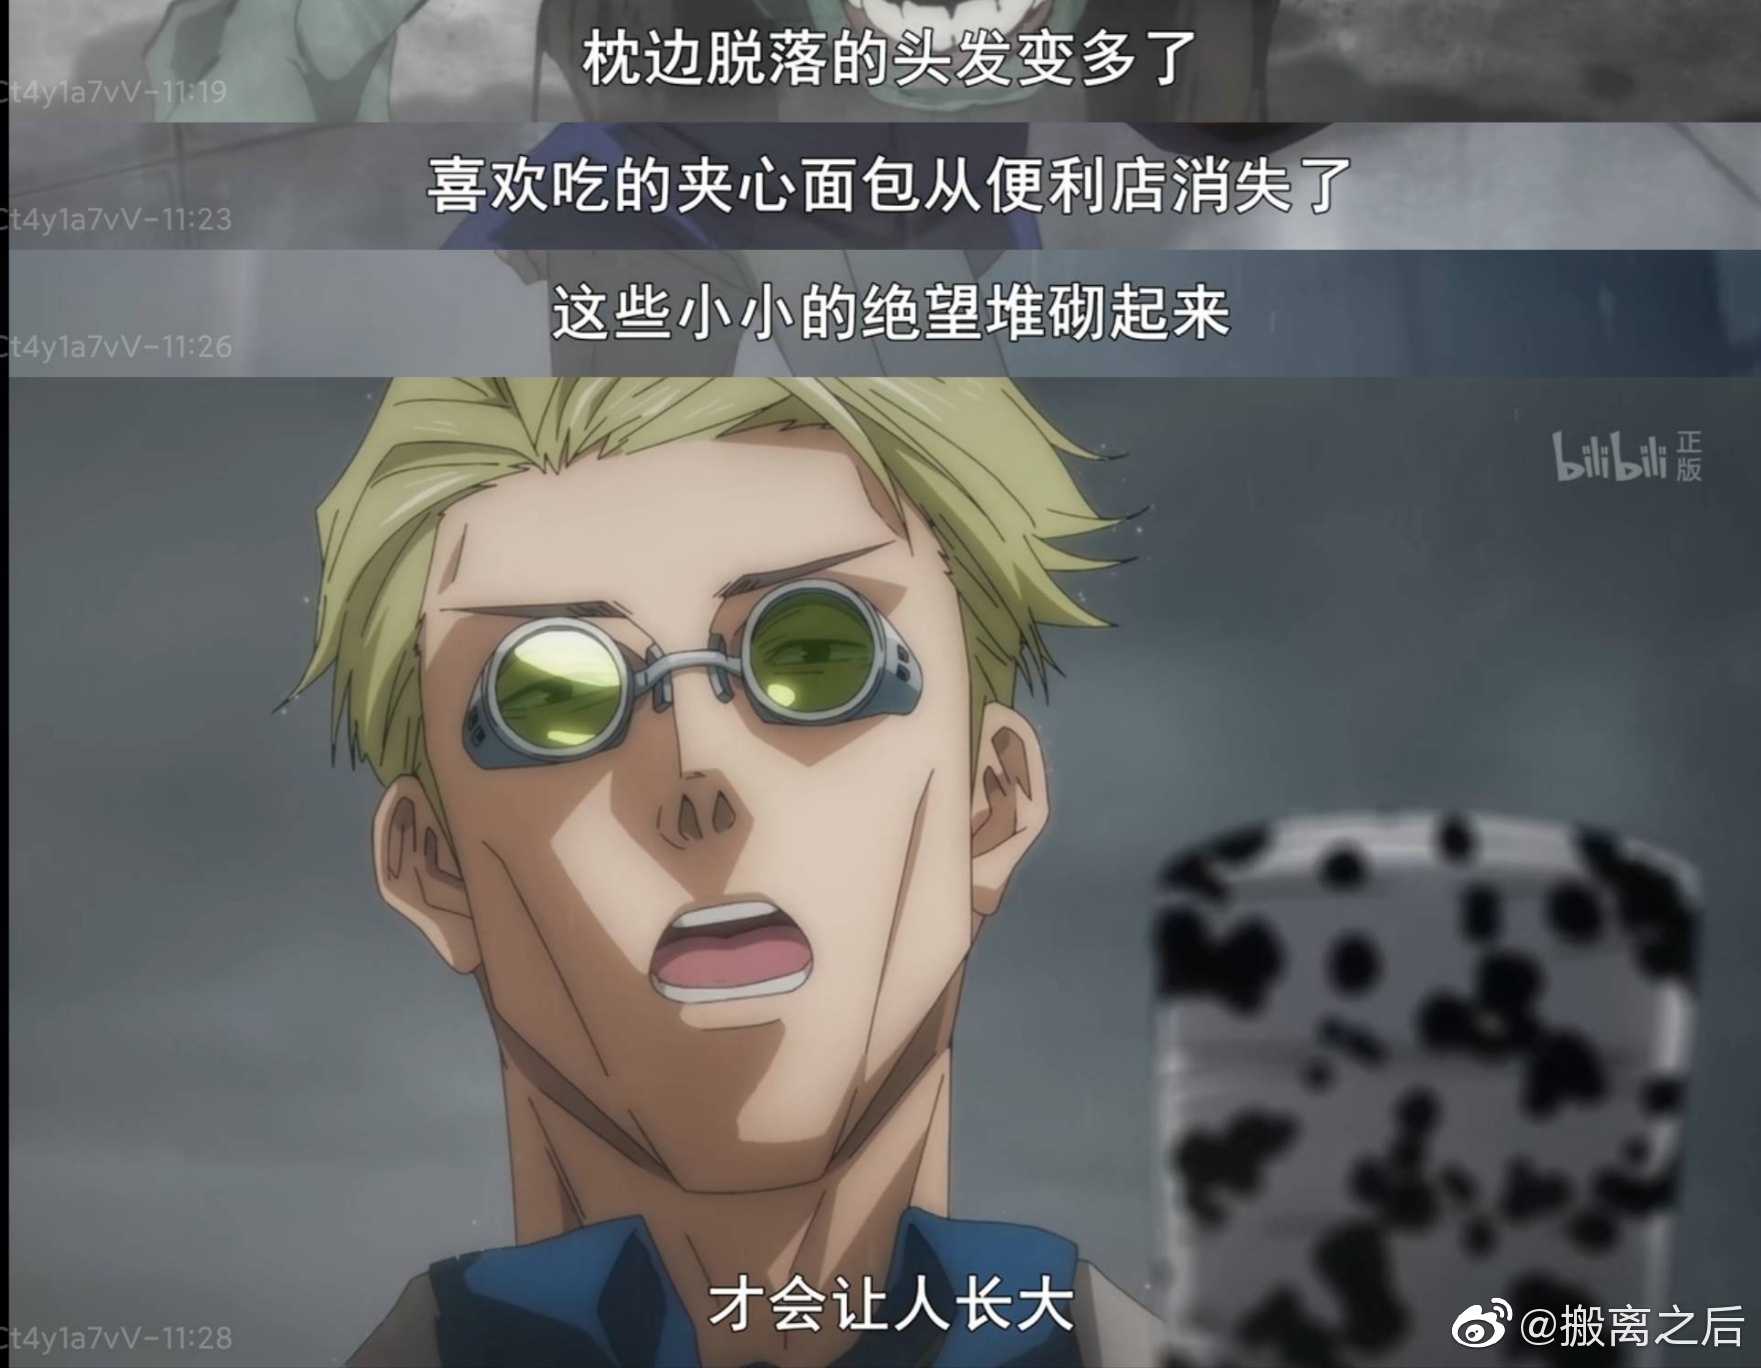 枕边脱落的头发变多了
Ct4y1a7vV-11:19
喜欢吃的夹心面包从便利店消失了
Ct4y1a7vV-11:23
这些小小的绝望堆砌起来
Ct4y1a7vV-11:26
bilibili 正版
才会让人长大
Ct4y1a7vV-11:28
@搬离之后